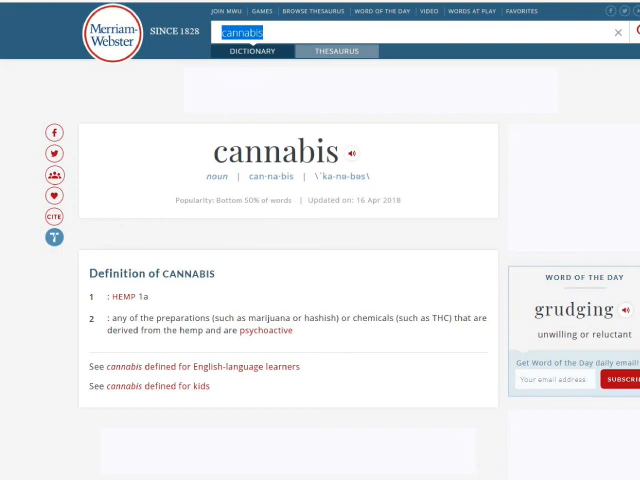 JOIN MWU | GAMES | BROWSE THESAURUS | WORD OF THE DAY | VIDEO | WORDS AT PLAY | FAVORITES
Merriam-
Webster
SINCE 1828
cannabis
DICTIONARY
THESAURUS
cannabis
noun | can·na·bis | \ ˈka-nə-bəs\
Popularity: Bottom 50% of words | Updated on: 16 Apr 2018
CITE
Definition of CANNABIS
1 : HEMP 1a
2 : any of the preparations (such as marijuana or hashish) or chemicals (such as THC) that are
derived from the hemp and are psychoactive
See cannabis defined for English-language learners
See cannabis defined for kids
WORD OF THE DAY
grudging
unwilling or reluctant
Get Word of the Day daily email!
Your email address
SUBSCRI